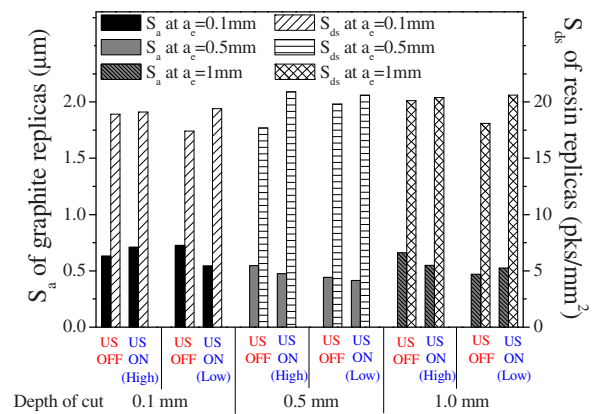 Sa at ae=0.1mm Sds at ae=0.1mm
Sa at ae=0.5mm Sds at ae=0.5mm
Sa at ae=1mm Sds at ae=1mm
Sa of graphite replicas (μm)
2.0
1.5
1.0
0.5
0.0
20
15
10
5
0
Sds of resin replicas (pks/mm²)
US OFF US ON (High) US OFF US ON (Low) US OFF US ON (High) US OFF US ON (Low) US OFF US ON (High) US OFF US ON (Low)
Depth of cut 0.1 mm 0.5 mm 1.0 mm